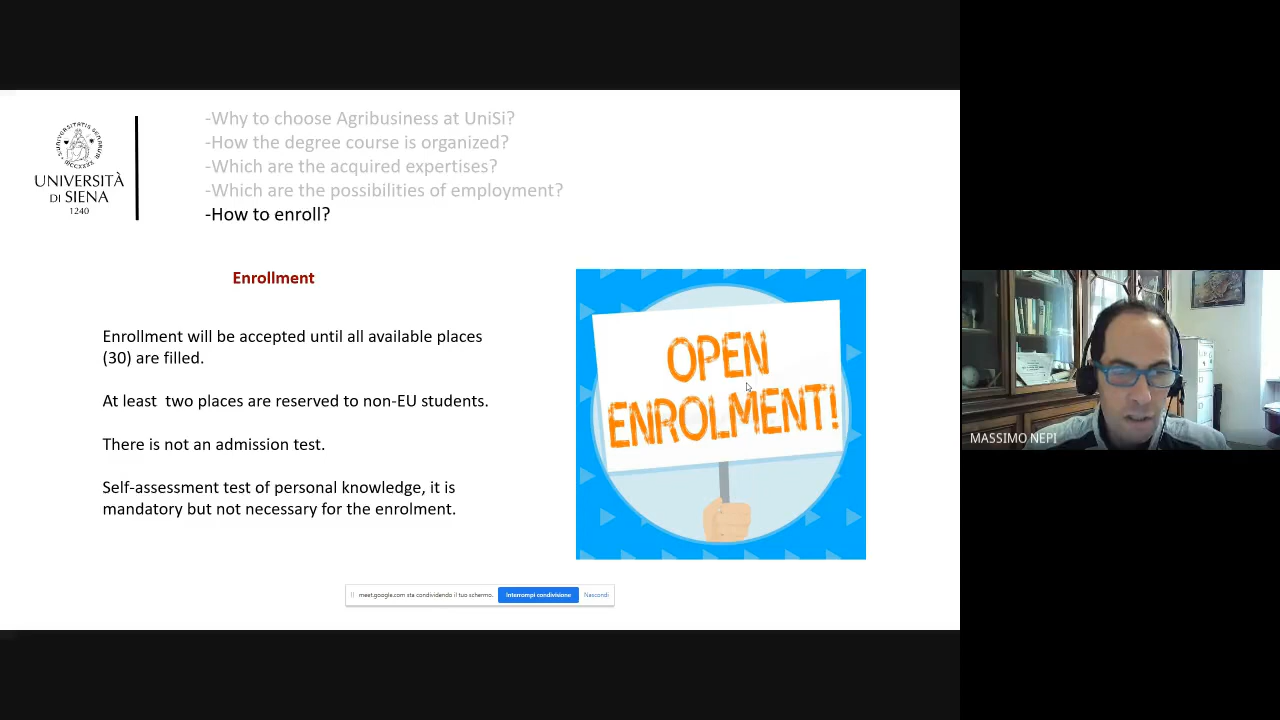 -Why to choose Agribusiness at UniSi?
-How the degree course is organized?
-Which are the acquired expertises?
-Which are the possibilities of employment?
-How to enroll?
UNIVERSITÀ
DI SIENA
1240
Enrollment
Enrollment will be accepted until all available places
(30) are filled.
At least two places are reserved to non-EU students.
There is not an admission test.
Self-assessment test of personal knowledge, it is
mandatory but not necessary for the enrolment.
OPEN
ENROLMENT!
MASSIMO NEPI
meet.google.com sta condividendo il tuo schermo.
Interrompi condivisione
Nascondi